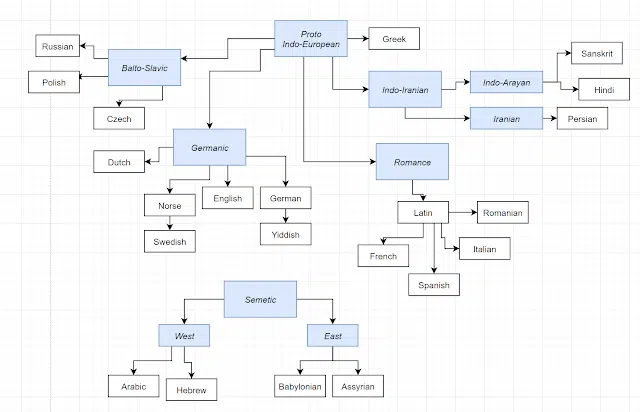 Proto
Indo-European
Greek
Russian
Balto-Slavic
Polish
Czech
Indo-Iranian
Indo-Arayan
Sanskrit
Hindi
Iranian
Persian
Germanic
Dutch
Norse
English
German
Swedish
Yiddish
Romance
Latin
Romanian
Italian
French
Spanish
Semetic
West
East
Arabic
Hebrew
Babylonian
Assyrian